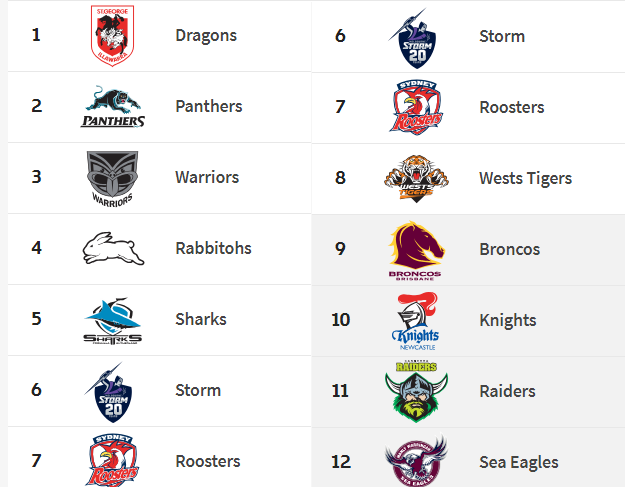 1
ST.GEORGE
ILLAWARRA
Dragons
2
PANTHERS
Panthers
3
WARRIORS
Warriors
4
Rabbitohs
5
SHARKS
Sharks
6
STORM
20
Storm
7
SYDNEY
Roosters
Roosters
6
STORM
20
Storm
7
SYDNEY
Roosters
Roosters
8
WESTS
TIGERS
Wests Tigers
9
BRONCOS
BRISBANE
Broncos
10
Knights
NEWCASTLE
Knights
11
RAIDERS
Raiders
12
SEA EAGLES
Sea Eagles